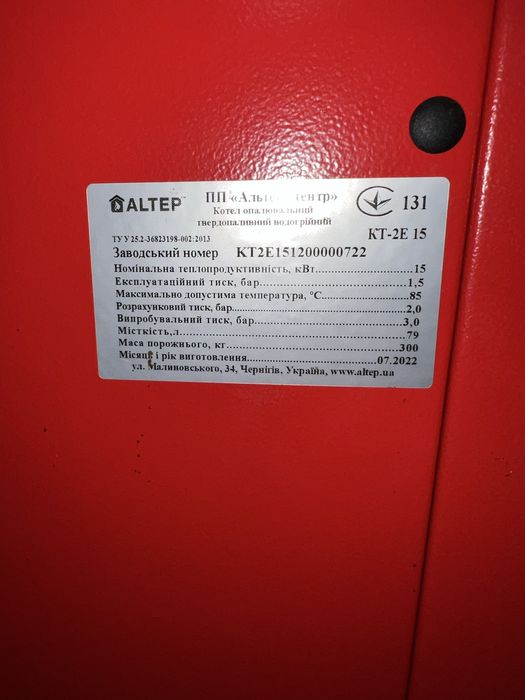 ALTEP™
ПП «Альтеп-Центр»
Котел опалювальний
твердопаливний водогрійний
131
КТ-2Е 15
ТУ У 25.2-36823198-002:2013
Заводський номер KT2E151200000722
Номінальна теплопродуктивність, кВт 15
Експлуатаційний тиск, бар 1,5
Максимально допустима температура, °С 85
Розрахунковий тиск, бар 2,0
Випробувальний тиск, бар 3,0
Місткість,л 79
Маса порожнього, кг 300
Місяць і рік виготовлення 07.2022
ул. Малиновського, 34, Чернігів, Україна, www.altep.ua